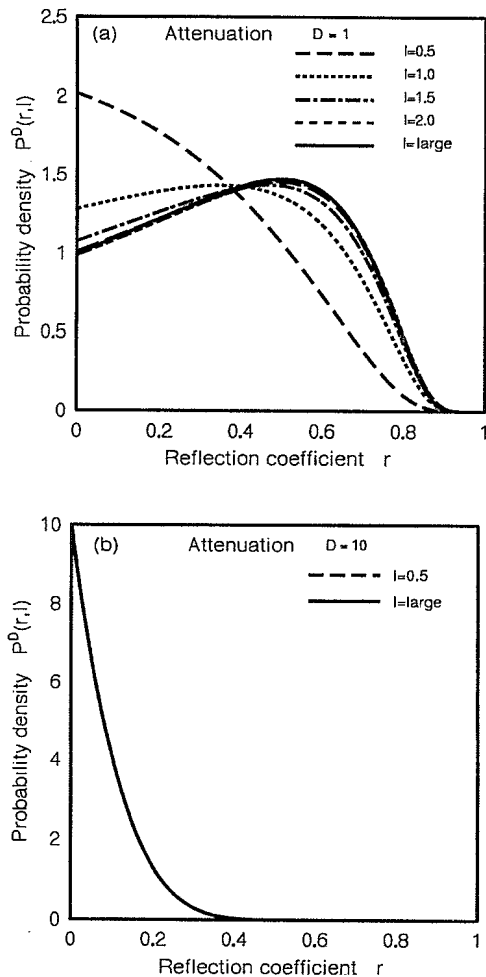 2.5
(a) Attenuation D = 1
l=0.5
l=1.0
l=1.5
l=2.0
l=large
2
1.5
1
0.5
0
0 0.2 0.4 0.6 0.8 1
Probability density P^D(r,l)
Reflection coefficient r
10
(b) Attenuation D = 10
l=0.5
l=large
8
6
4
2
0
0 0.2 0.4 0.6 0.8 1
Probability density P^D(r,l)
Reflection coefficient r